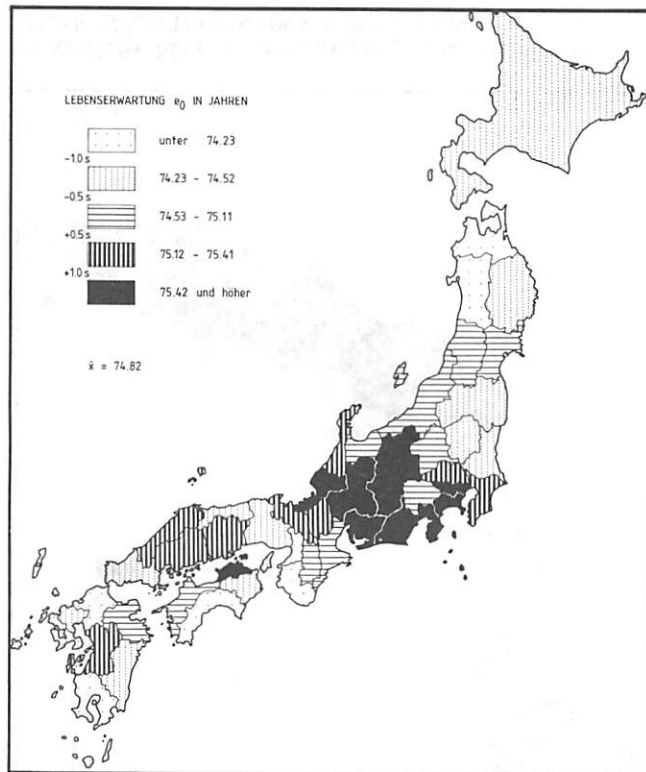 LEBENSERWARTUNG e₀ IN JAHREN
unter 74.23
-1.0 s
74.23 - 74.52
-0.5 s
74.53 - 75.11
+0.5 s
75.12 - 75.41
+1.0 s
75.42 und höher
x̂ = 74.82